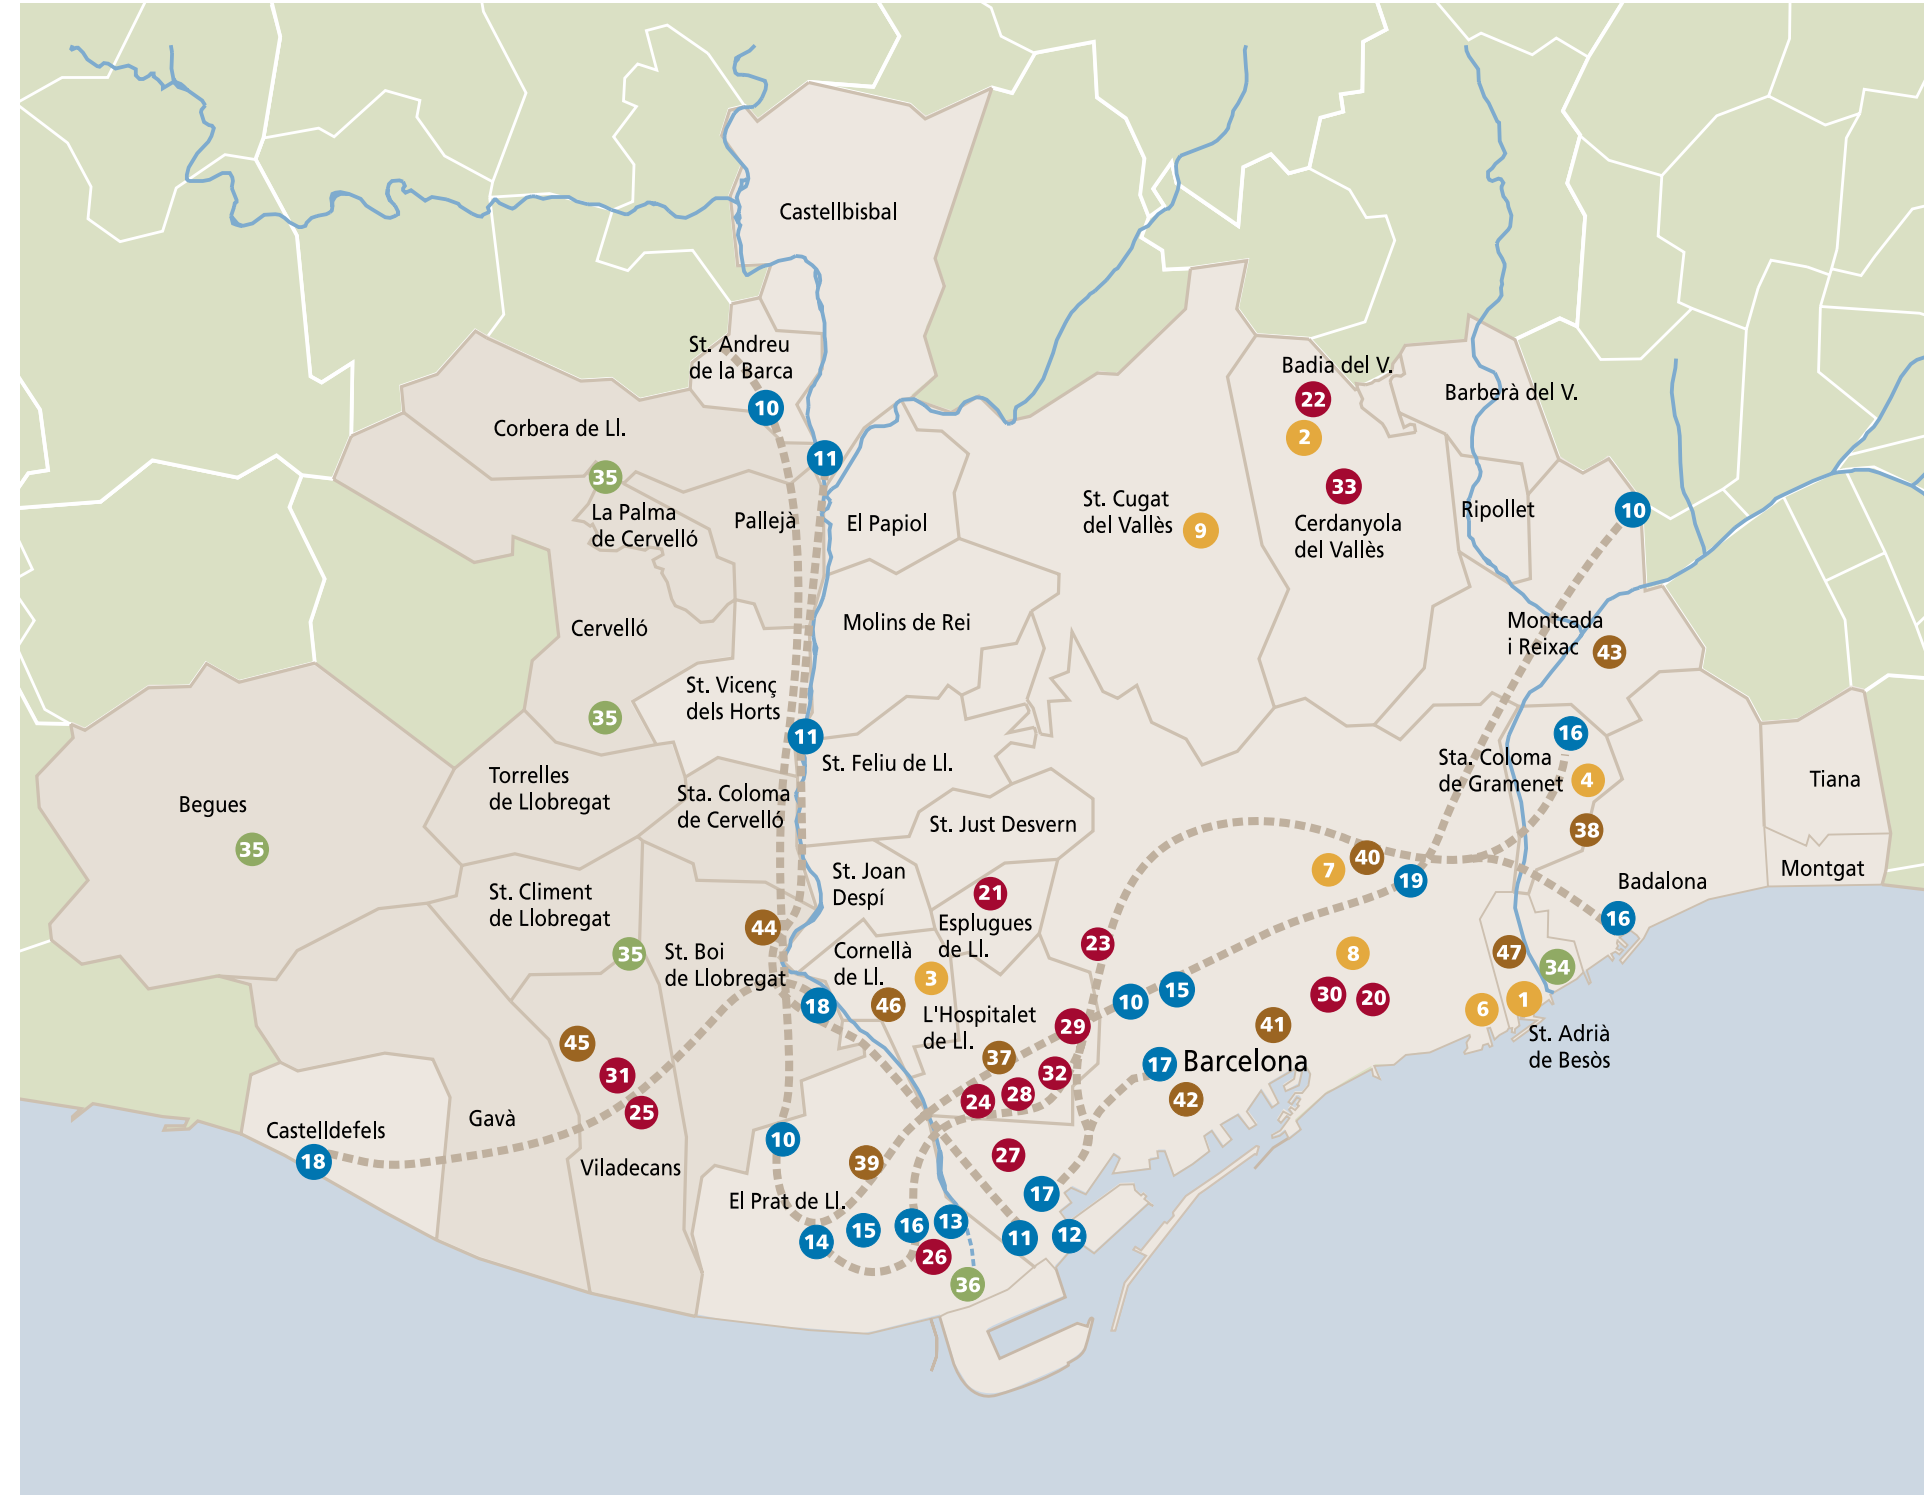 Castellbisbal
St. Andreu
de la Barca
10
Badia del V.
22
2
Barberà del V.
Corbera de Ll.
35
11
33
La Palma
de Cervelló
Pallejà
El Papiol
St. Cugat
del Vallès
9
Cerdanyola
del Vallès
Ripollet
10
Cervelló
Molins de Rei
Montcada
i Reixac
43
St. Vicenç
dels Horts
35
11
16
St. Feliu de Ll.
Sta. Coloma
de Gramenet
4
Tiana
Torrelles
de Llobregat
Sta. Coloma
de Cervelló
Begues
35
St. Just Desvern
38
7
40
19
Montgat
Badalona
16
St. Climent
de Llobregat
St. Joan
Despí
21
Esplugues
de Ll.
44
35
St. Boi
de Llobregat
Cornellà
de Ll.
3
46
18
23
8
47
34
10
15
30
20
6
1
St. Adrià
de Besòs
L'Hospitalet
de Ll.
29
41
37
32
17
Barcelona
45
31
25
24
28
42
Gavà
Castelldefels
18
10
Viladecans
39
27
El Prat de Ll.
17
14
15
16
13
11
12
26
36